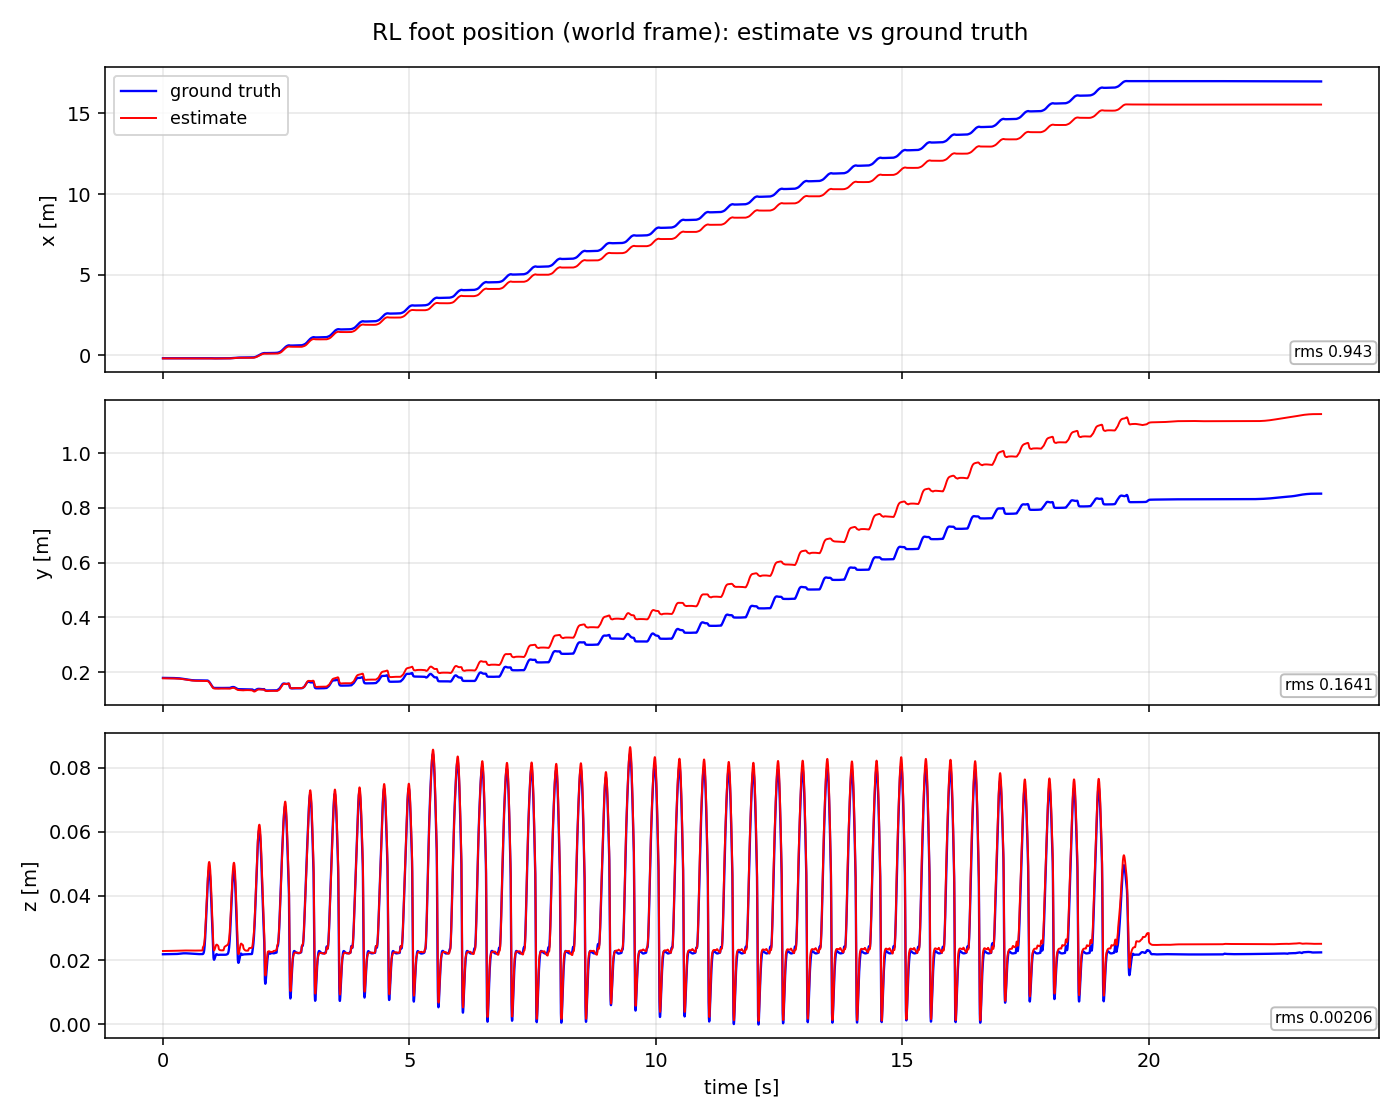 RL foot position (world frame): estimate vs ground truth
ground truth
estimate
15
10
5
0
x [m]
rms 0.943
1.0
0.8
0.6
0.4
0.2
y [m]
rms 0.1641
0.08
0.06
0.04
0.02
0.00
z [m]
rms 0.00206
0 5 10 15 20
time [s]